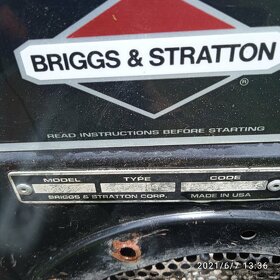 BRIGGS & STRATTON
®
READ INSTRUCTIONS BEFORE STARTING
MODEL TYPE CODE
BRIGGS & STRATTON CORP. MADE IN USA
2021/6/7 13:36